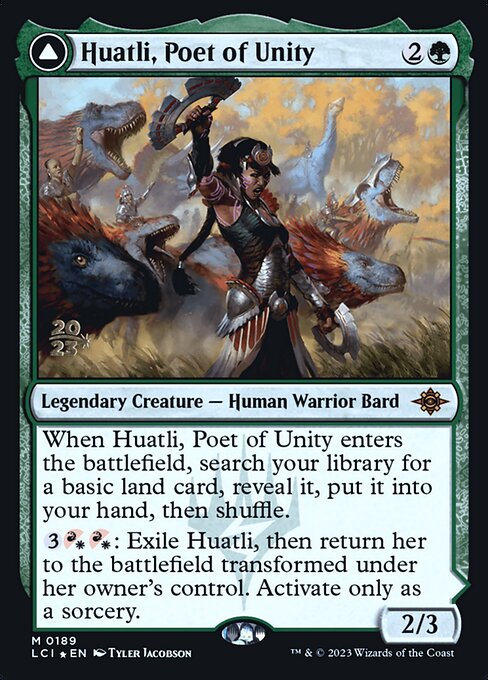 Huatli, Poet of Unity 2
20
23
Legendary Creature — Human Warrior Bard
When Huatli, Poet of Unity enters
the battlefield, search your library for
a basic land card, reveal it, put it into
your hand, then shuffle.
3 : Exile Huatli, then return her
to the battlefield transformed under
her owner's control. Activate only as
a sorcery.
2/3
M 0189
LCI ★ EN Tyler Jacobson
™ & © 2023 Wizards of the Coast